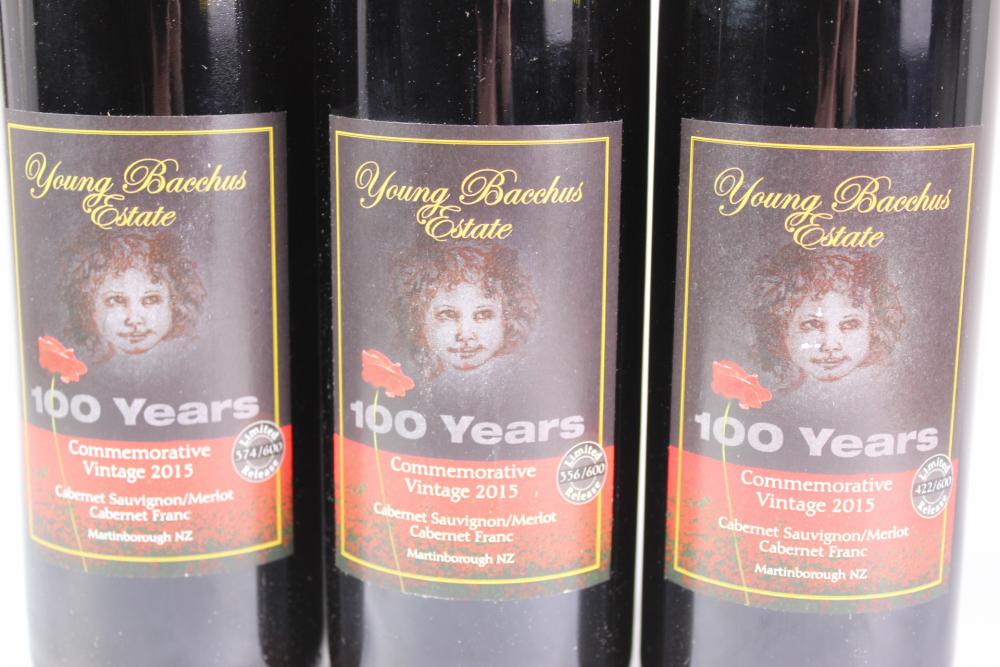 Young Bacchus
Estate
100 Years
Commemorative
Vintage 2015
Limited
574/600
Release
Cabernet Sauvignon/Merlot
Cabernet Franc
Martinborough NZ
Young Bacchus
Estate
100 Years
Commemorative
Vintage 2015
Limited
556/600
Release
Cabernet Sauvignon/Merlot
Cabernet Franc
Martinborough NZ
Young Bacchus
Estate
100 Years
Commemorative
Vintage 2015
Limited
422/600
Release
Cabernet Sauvignon/Merlot
Cabernet Franc
Martinborough NZ